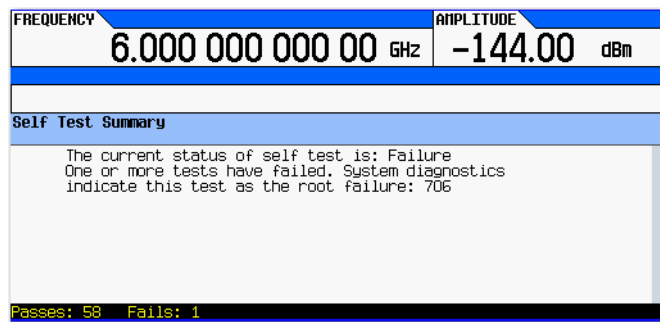 FREQUENCY
AMPLITUDE
6.000 000 000 00 GHz
-144.00 dBm
Self Test Summary
The current status of self test is: Failure
One or more tests have failed. System diagnostics
indicate this test as the root failure: 706
Passes: 58 Fails: 1